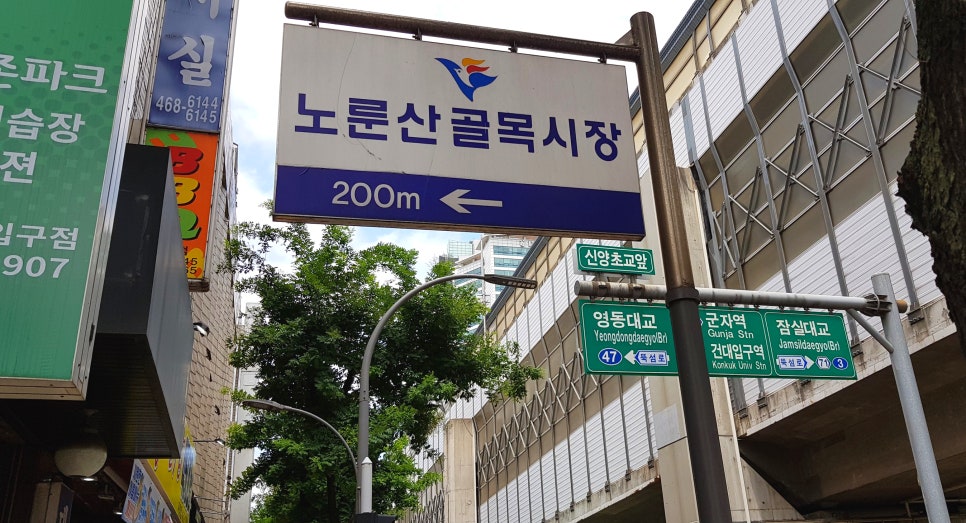 노룬산골목시장
200m
실
468-6144
6145
존파크
습장
전
입구점
907
신양초교앞
영동대교
Yeongdongdaegyo(Br)
47 뚝섬로
군자역
Gunja Stn
건대입구역
Konkuk Univ Stn
잠실대교
Jamsildaegyo(Br)
뚝섬로 71 3